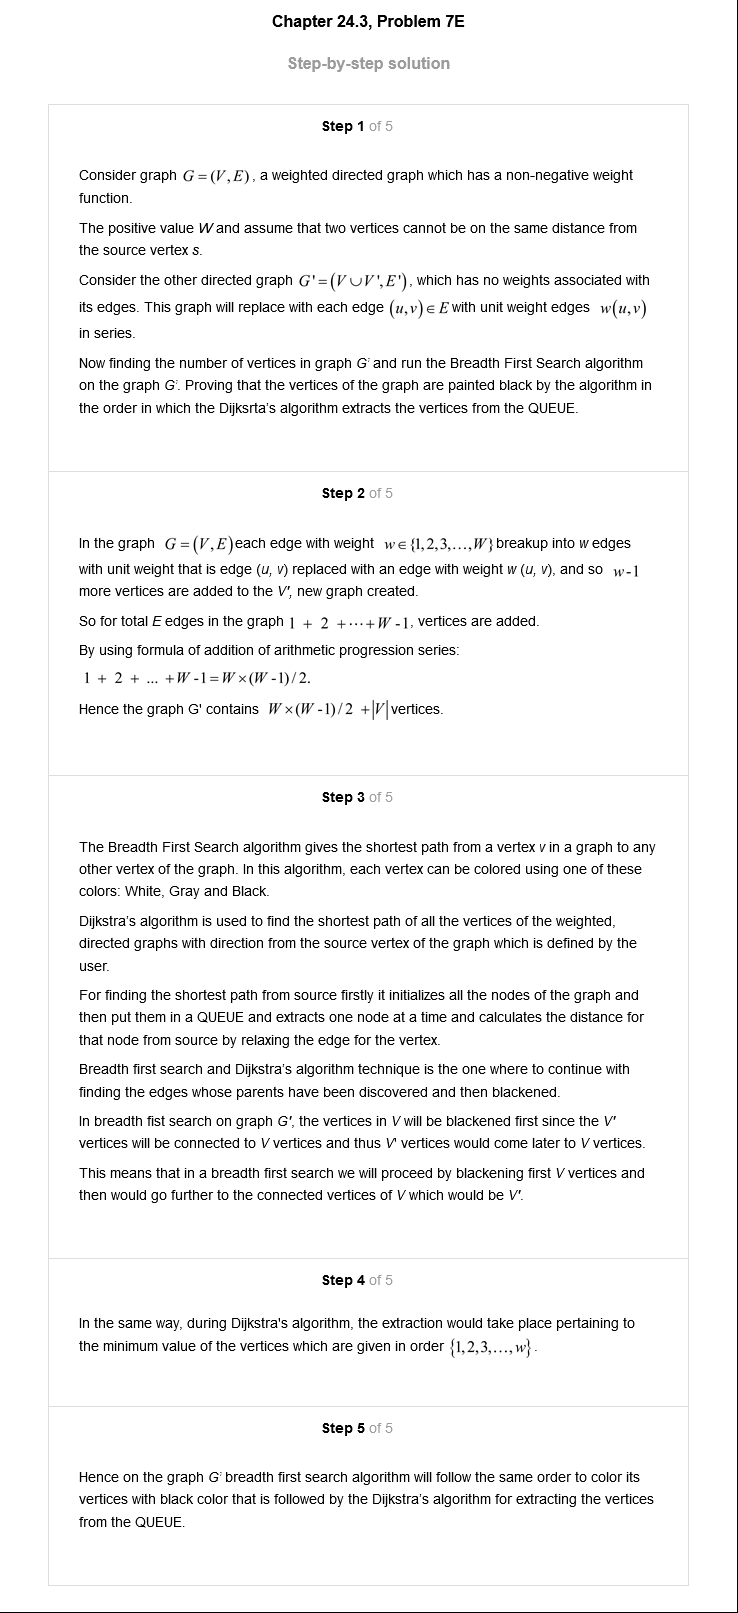 Chapter 24.3, Problem 7E
Step-by-step solution
Step 1 of 5
Consider graph G = (V, E), a weighted directed graph which has a non-negative weight
function.
The positive value W and assume that two vertices cannot be on the same distance from
the source vertex s.
Consider the other directed graph G' = (V ∪ V', E'), which has no weights associated with
its edges. This graph will replace with each edge (u, v) ∈ E with unit weight edges w(u, v)
in series.
Now finding the number of vertices in graph G' and run the Breadth First Search algorithm
on the graph G'. Proving that the vertices of the graph are painted black by the algorithm in
the order in which the Dijksrta's algorithm extracts the vertices from the QUEUE.
Step 2 of 5
In the graph G = (V, E) each edge with weight w ∈ {1, 2, 3, ..., W} breakup into w edges
with unit weight that is edge (u, v) replaced with an edge with weight w (u, v), and so w-1
more vertices are added to the V', new graph created.
So for total E edges in the graph 1 + 2 + ··· + W -1, vertices are added.
By using formula of addition of arithmetic progression series:
1 + 2 + ... + W -1 = W × (W -1) / 2.
Hence the graph G' contains W × (W -1) / 2 + |V| vertices.
Step 3 of 5
The Breadth First Search algorithm gives the shortest path from a vertex v in a graph to any
other vertex of the graph. In this algorithm, each vertex can be colored using one of these
colors: White, Gray and Black.
Dijkstra's algorithm is used to find the shortest path of all the vertices of the weighted,
directed graphs with direction from the source vertex of the graph which is defined by the
user.
For finding the shortest path from source firstly it initializes all the nodes of the graph and
then put them in a QUEUE and extracts one node at a time and calculates the distance for
that node from source by relaxing the edge for the vertex.
Breadth first search and Dijkstra's algorithm technique is the one where to continue with
finding the edges whose parents have been discovered and then blackened.
In breadth fist search on graph G', the vertices in V will be blackened first since the V'
vertices will be connected to V vertices and thus V' vertices would come later to V vertices.
This means that in a breadth first search we will proceed by blackening first V vertices and
then would go further to the connected vertices of V which would be V'.
Step 4 of 5
In the same way, during Dijkstra's algorithm, the extraction would take place pertaining to
the minimum value of the vertices which are given in order {1, 2, 3, ..., w}.
Step 5 of 5
Hence on the graph G' breadth first search algorithm will follow the same order to color its
vertices with black color that is followed by the Dijkstra's algorithm for extracting the vertices
from the QUEUE.